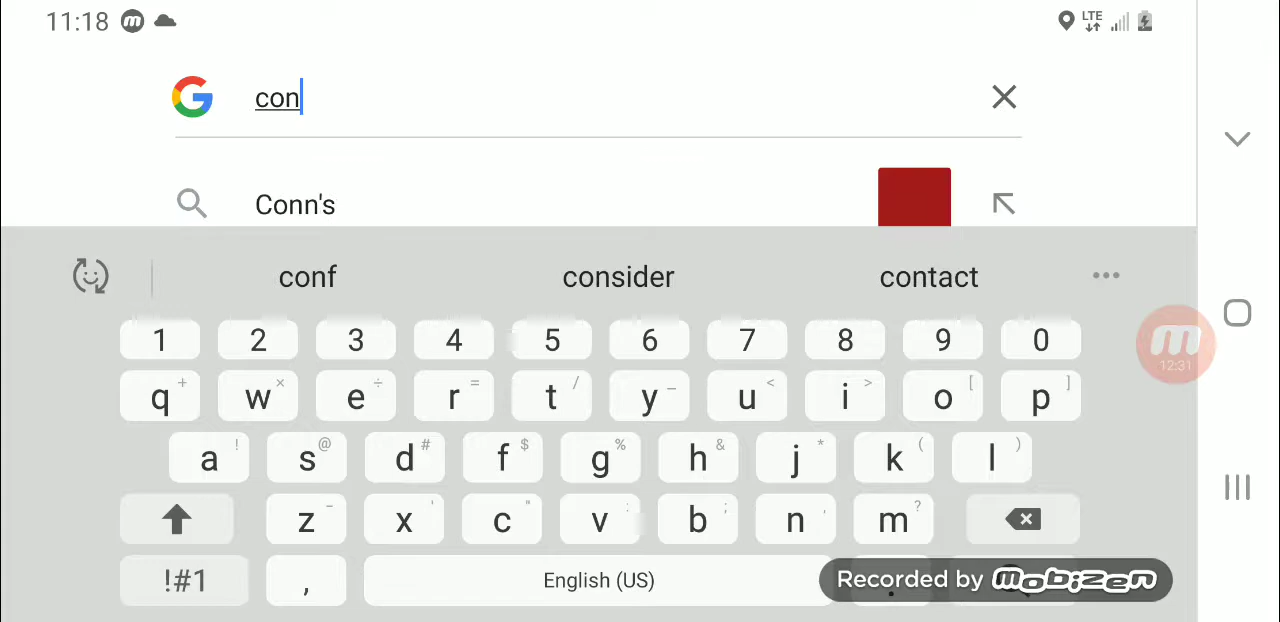 11:18 LTE
con
Conn's
conf consider contact
1 2 3 4 5 6 7 8 9 0
q + w × e ÷ r = t / y _ u < i > o [ p ]
a ! s @ d # f $ g % h & j * k ( l )
z - x ' c " v : b ; n , m ?
!#1 , English (US) .
12:31
Recorded by mobizen